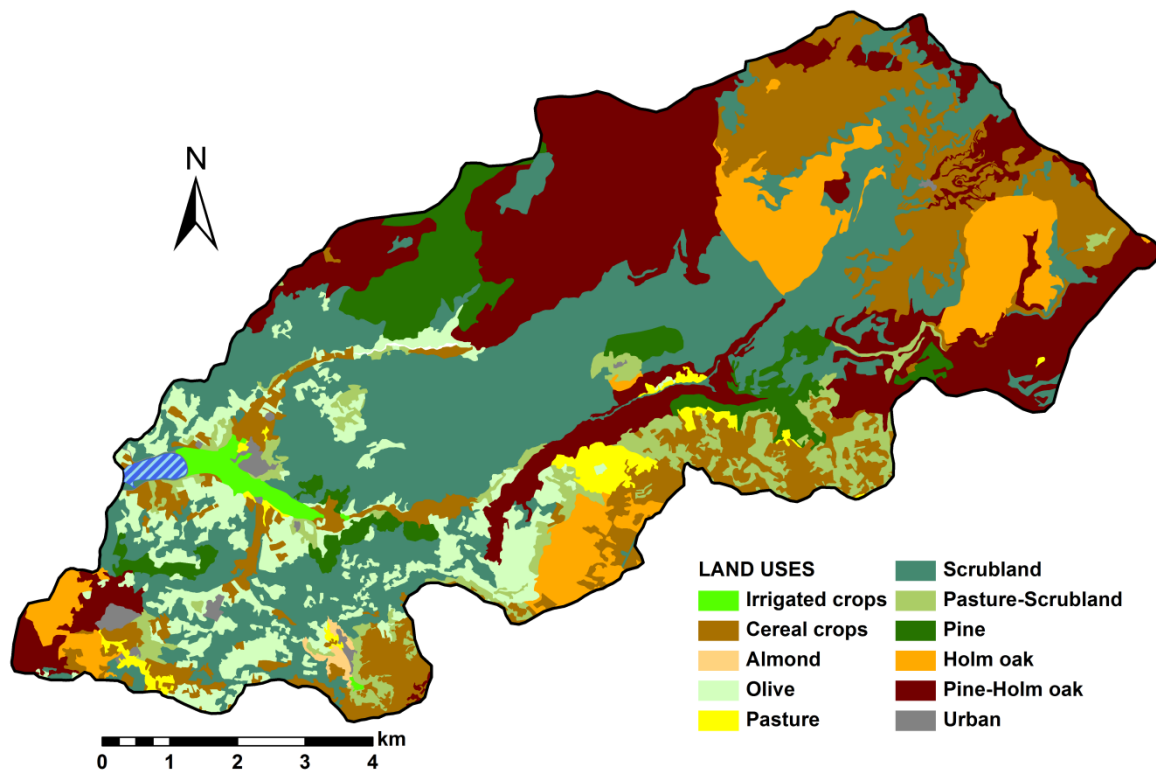 N
LAND USES
Irrigated crops
Cereal crops
Almond
Olive
Pasture
Scrubland
Pasture-Scrubland
Pine
Holm oak
Pine-Holm oak
Urban
km
0 1 2 3 4